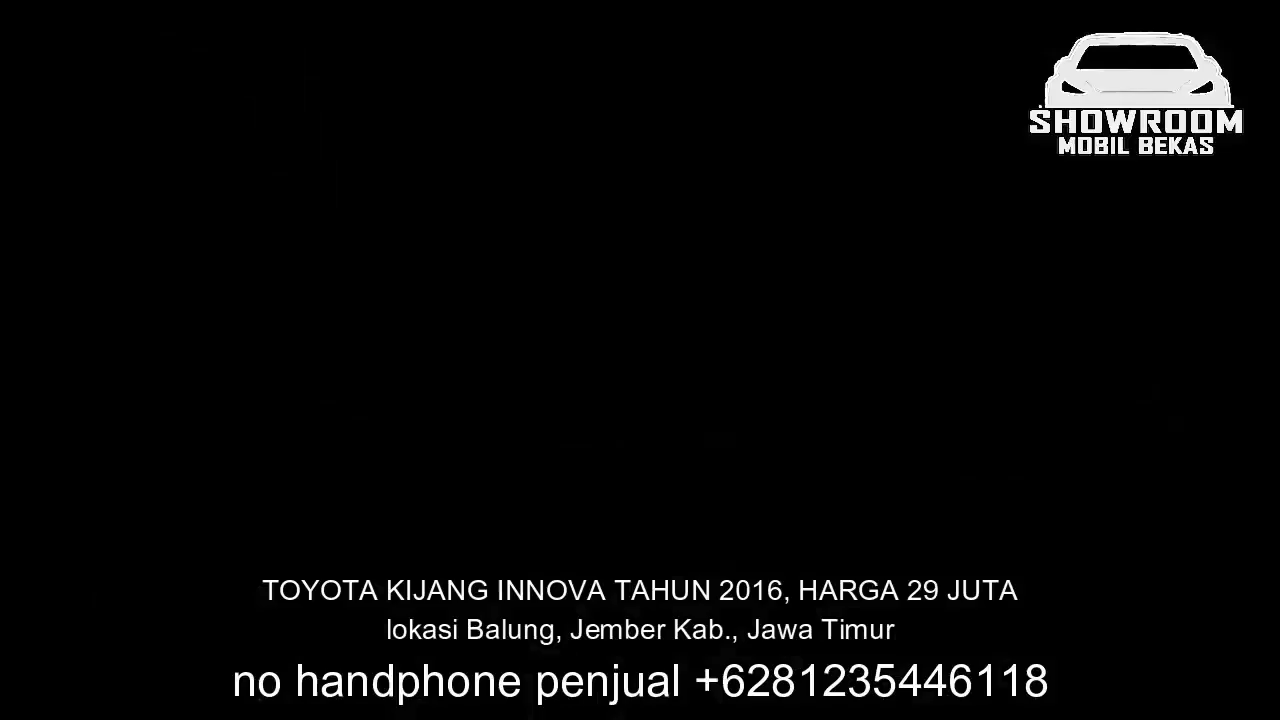 SHOWROOM
MOBIL BEKAS
TOYOTA KIJANG INNOVA TAHUN 2016, HARGA 29 JUTA
lokasi Balung, Jember Kab., Jawa Timur
no handphone penjual +6281235446118